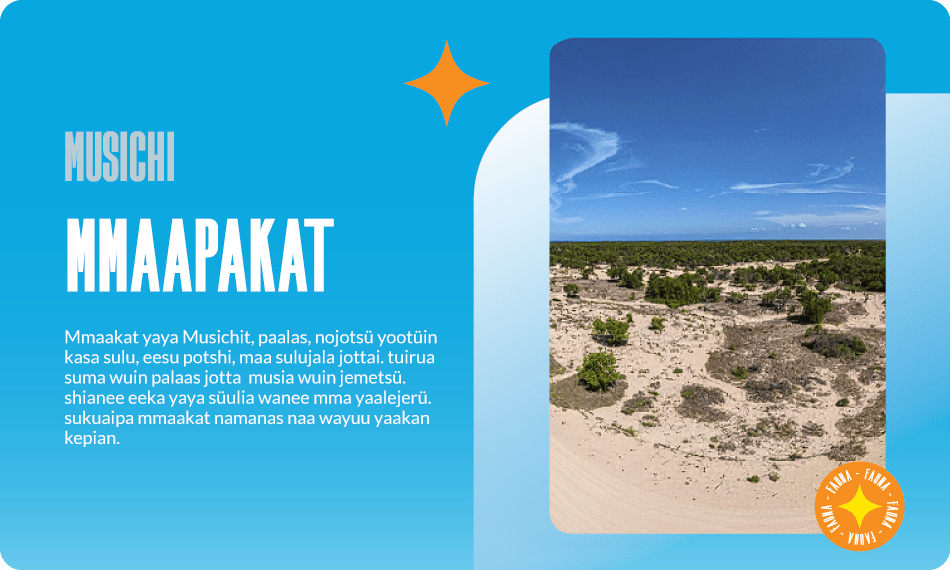 MUSICHI
MMAAPAKAT
Mmaakat yaya Musichit, paalas, nojotsü yootüin
kasa sulu, eesu potshi, maa sulujala jottai. tuirua
suma wuin palaas jotta musia wuin jemetsü.
shianee eeka yaya süulia wanee mma yaalejerü.
sukuaipa mmaakat namanas naa wayuu yaakan
kepian.
FAUNA - FAUNA - FAUNA - FAUNA - FAUNA -